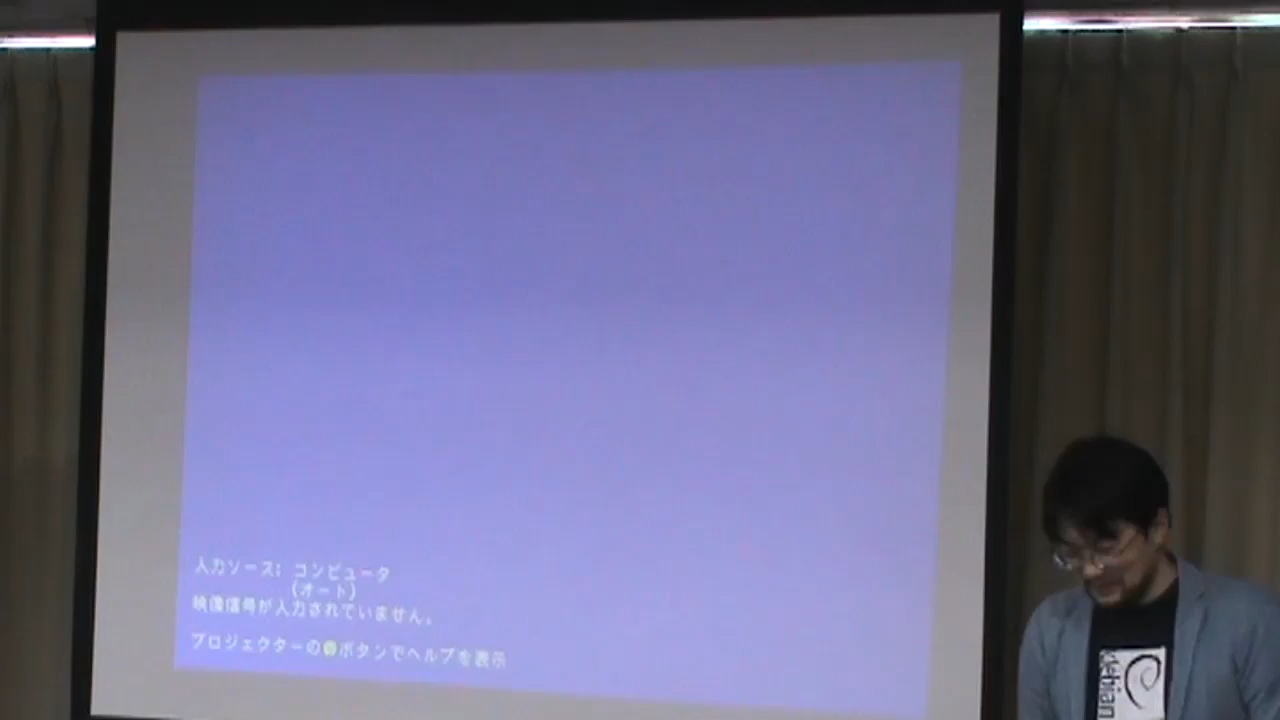 入力ソース: コンピュータ
(オート)
映像信号が入力されていません。
プロジェクターの ボタンでヘルプを表示
debian